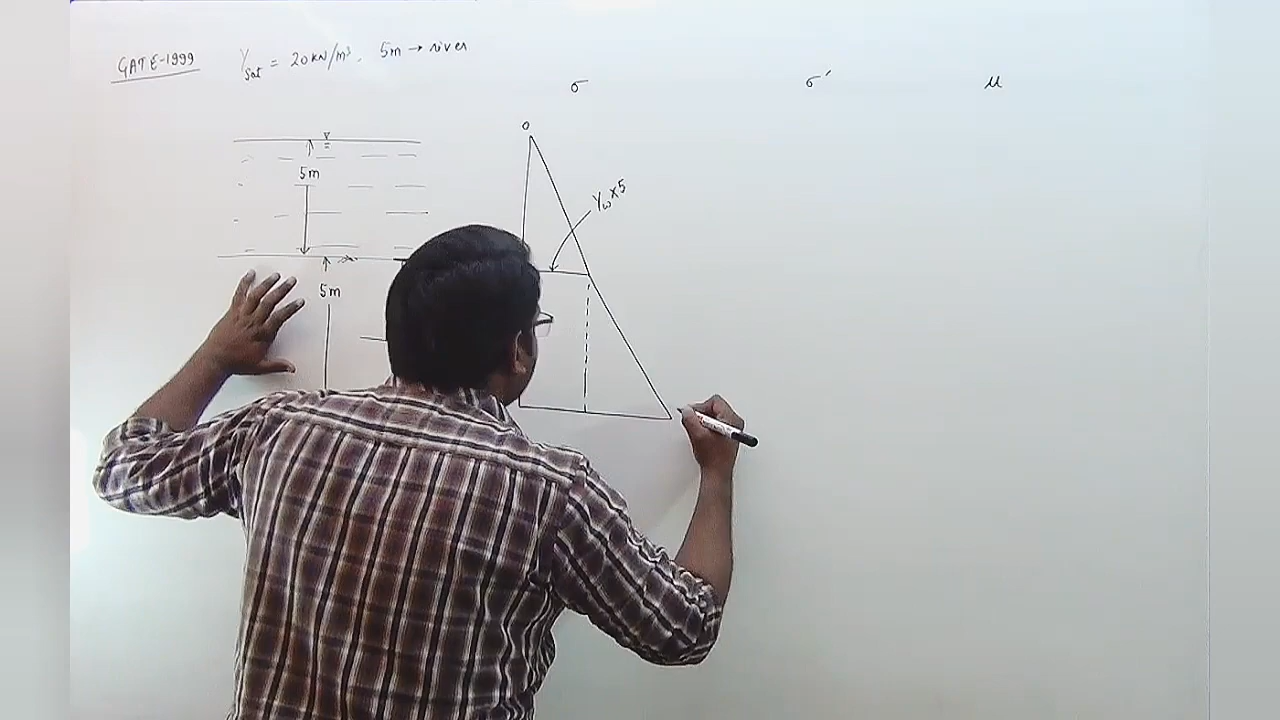 GATE-1999 γsat = 20 kN/m³, 5m → river
σ σ′ u
0
5m
γw×5
5m